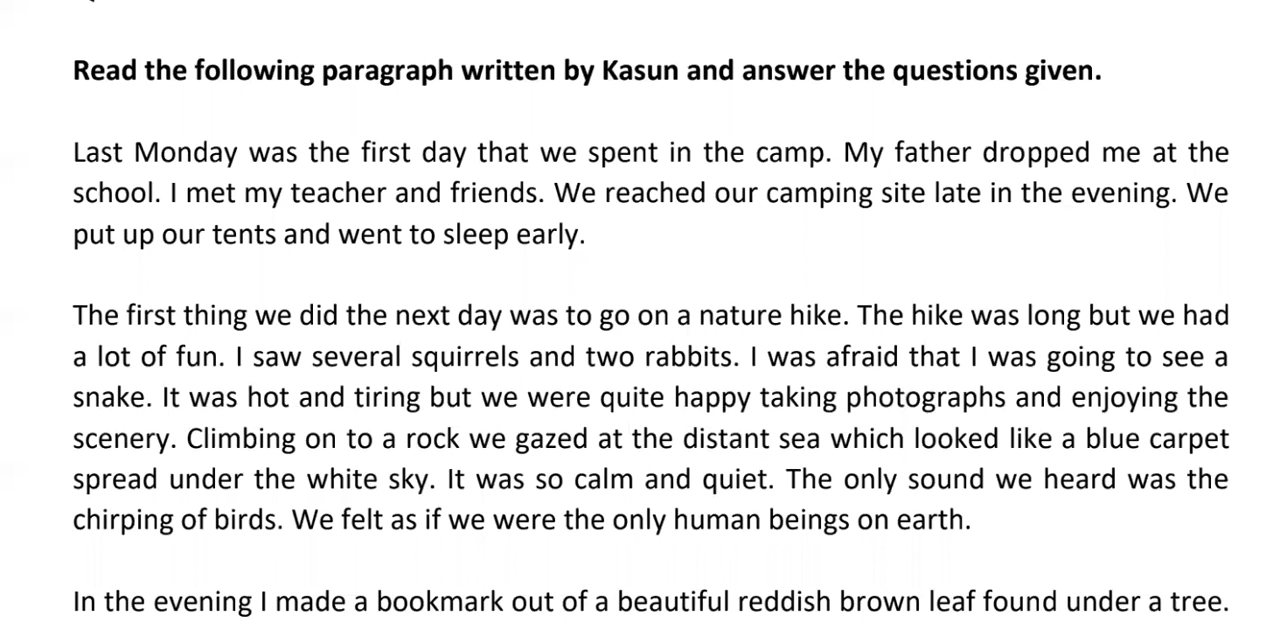 Read the following paragraph written by Kasun and answer the questions given.
Last Monday was the first day that we spent in the camp. My father dropped me at the
school. I met my teacher and friends. We reached our camping site late in the evening. We
put up our tents and went to sleep early.
The first thing we did the next day was to go on a nature hike. The hike was long but we had
a lot of fun. I saw several squirrels and two rabbits. I was afraid that I was going to see a
snake. It was hot and tiring but we were quite happy taking photographs and enjoying the
scenery. Climbing on to a rock we gazed at the distant sea which looked like a blue carpet
spread under the white sky. It was so calm and quiet. The only sound we heard was the
chirping of birds. We felt as if we were the only human beings on earth.
In the evening I made a bookmark out of a beautiful reddish brown leaf found under a tree.